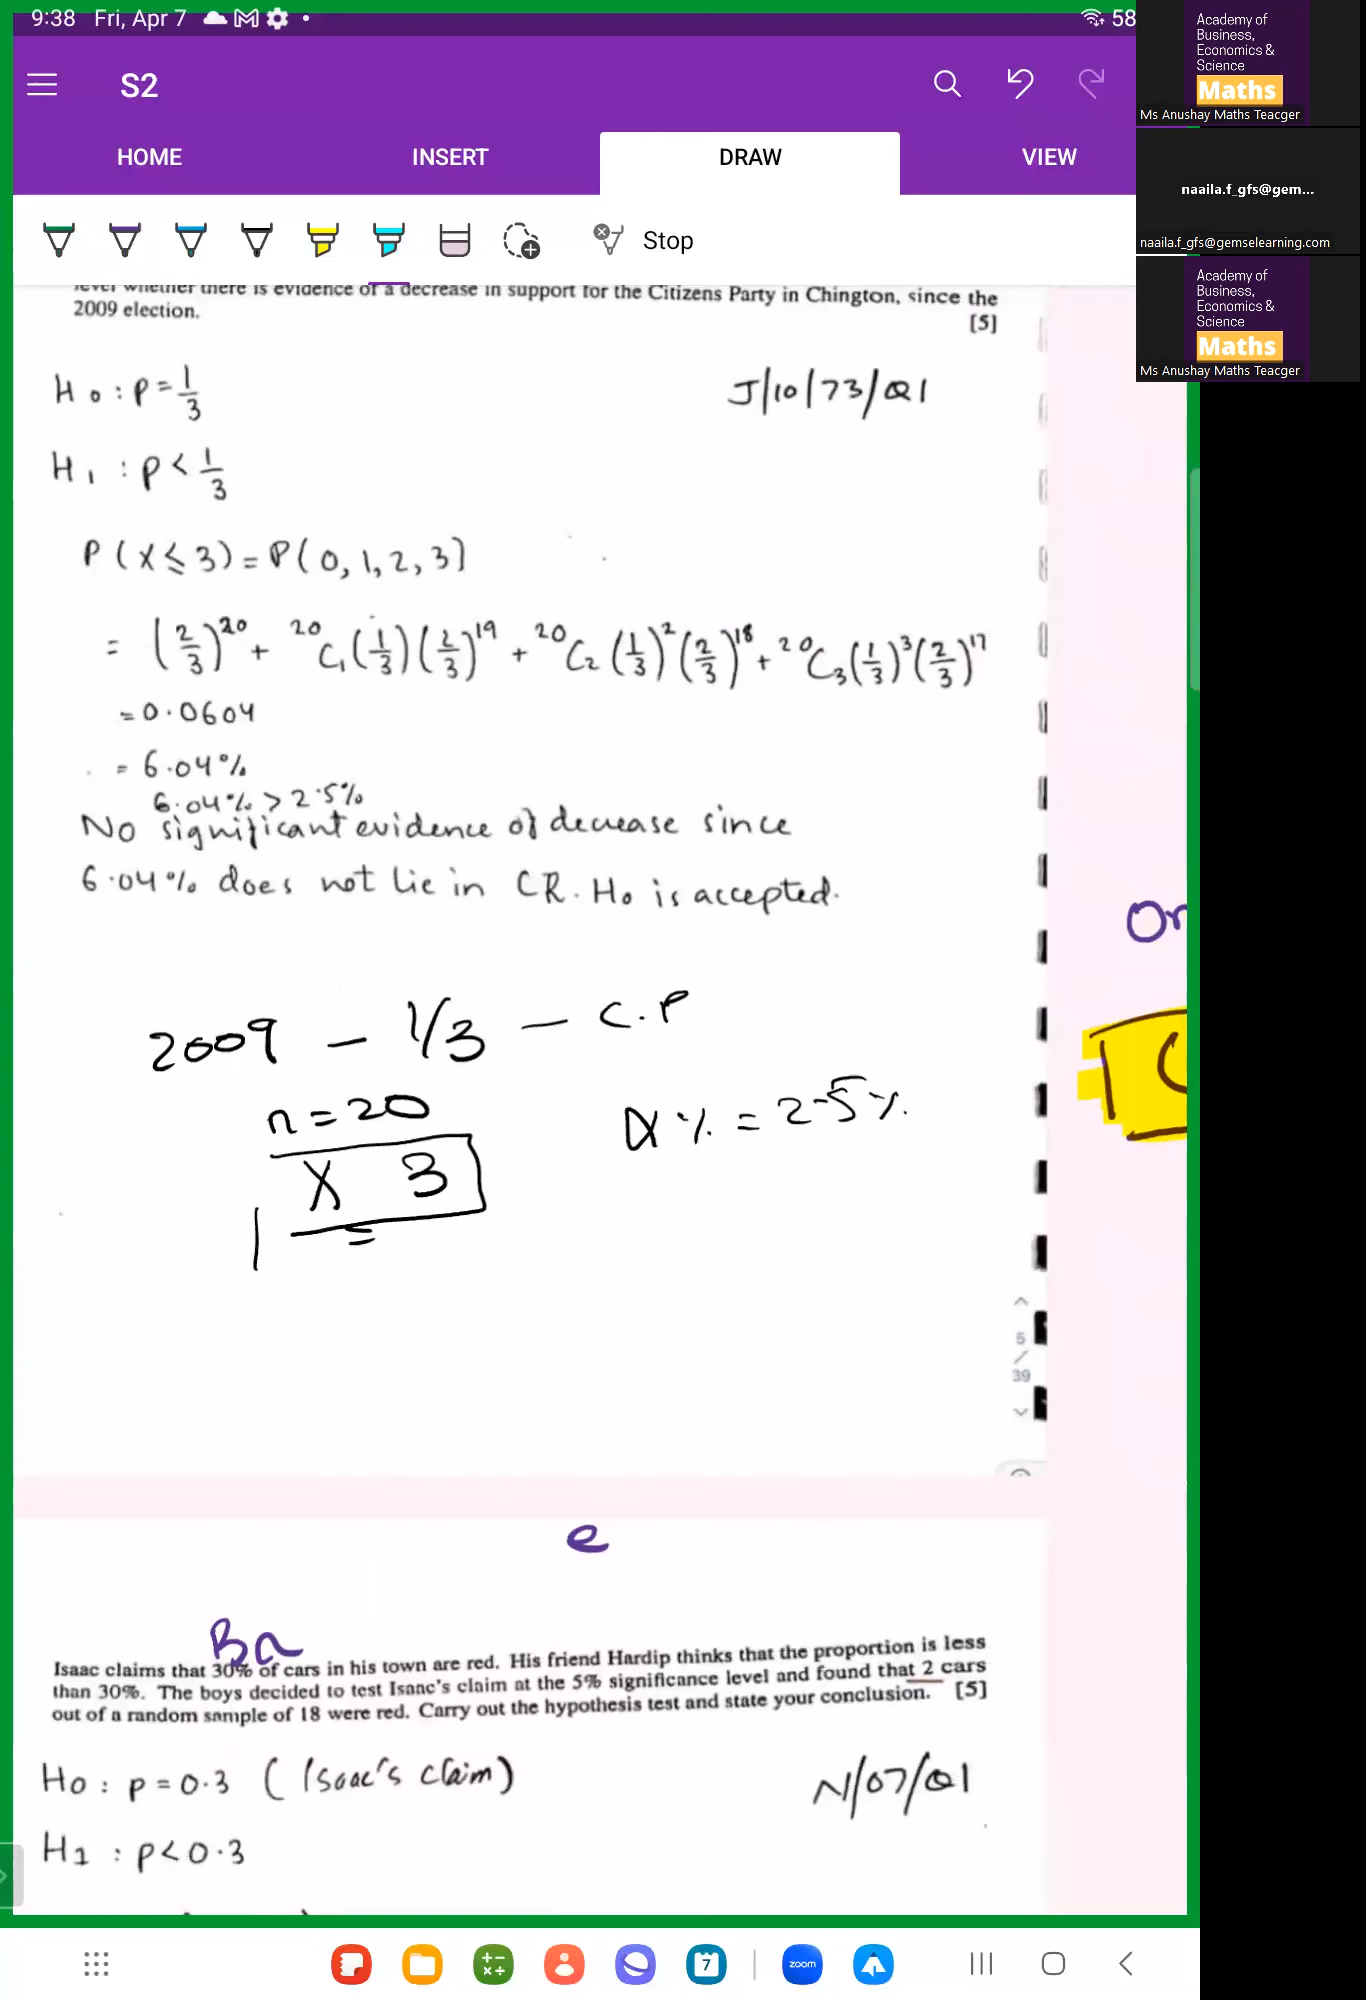 9:38 Fri, Apr 7
58
S2
HOME INSERT DRAW VIEW
Stop
Academy of
Business,
Economics &
Science
Maths
Ms Anushay Maths Teacger
naaila.f_gfs@gem...
naaila.f_gfs@gemselearning.com
Academy of
Business,
Economics &
Science
Maths
Ms Anushay Maths Teacger
level whether there is evidence of a decrease in support for the Citizens Party in Chington, since the
2009 election. [5]
H₀ : p = 1/3
J/10/73/Q1
H₁ : p < 1/3
P(X ≤ 3) = P(0, 1, 2, 3)
= (2/3)²⁰ + ²⁰C₁(1/3)(2/3)¹⁹ + ²⁰C₂(1/3)²(2/3)¹⁸ + ²⁰C₃(1/3)³(2/3)¹⁷
= 0.0604
= 6.04%
6.04% > 2.5%
No significant evidence of decrease since
6.04% does not lie in CR. H₀ is accepted.
Or
2009 - 1/3 - C.P
n = 20
α% = 2.5%
X 3
=
5
/
39
e
Ba
Isaac claims that 30% of cars in his town are red. His friend Hardip thinks that the proportion is less
than 30%. The boys decided to test Isaac's claim at the 5% significance level and found that 2 cars
out of a random sample of 18 were red. Carry out the hypothesis test and state your conclusion. [5]
H₀ : p = 0.3 (Isaac's claim)
N/07/Q1
H₁ : p < 0.3
7
zoom